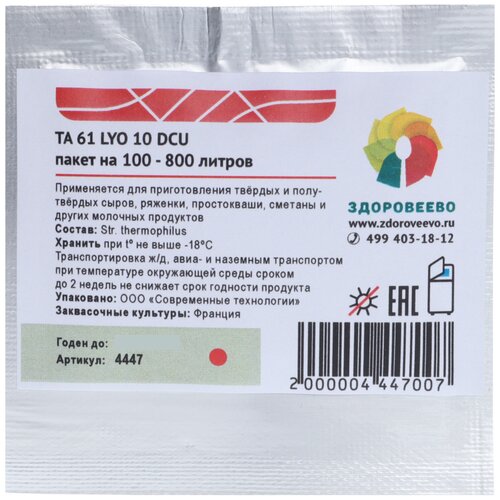 TA 61 LYO 10 DCU
пакет на 100 - 800 литров
Применяется для приготовления твёрдых и полу-
твёрдых сыров, ряженки, простокваши, сметаны и
других молочных продуктов
Состав: Str. thermophilus
Хранить при t° не выше -18°C
Транспортировка ж/д, авиа- и наземным транспортом
при температуре окружающей среды сроком
до 2 недель не снижает срок годности продукта
Упаковано: ООО «Современные технологии»
Заквасочные культуры: Франция
Годен до:
Артикул: 4447
ЗДОРОВЕЕВО
www.zdoroveevo.ru
499 403-18-12
EAC
2 000004 447007